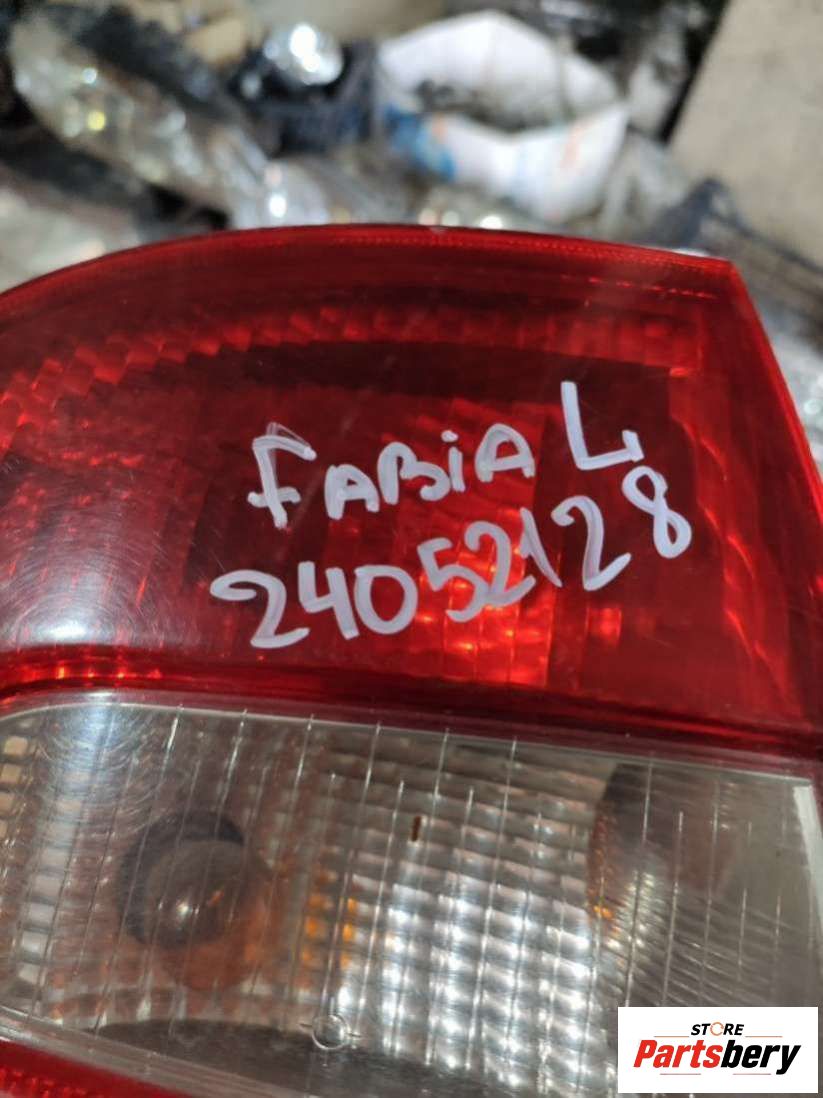 FABIA L
24052128
STORE
Partsbery